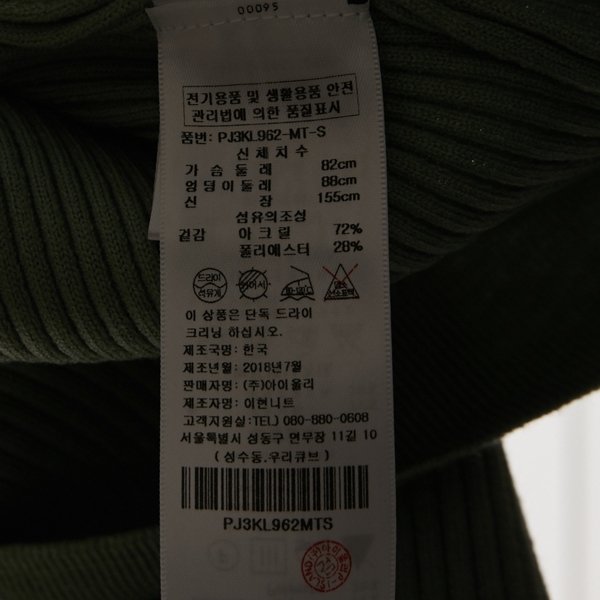 00095
전기용품 및 생활용품 안전
관리법에 의한 품질표시
품번: PJ3KL962-MT-S
신체치수
가슴둘레 82cm
엉덩이둘레 88cm
신장 155cm
섬유의조성
겉감 아크릴 72%
폴리에스터 28%
드라이
석유계
80-120℃
이 상품은 단독 드라이
크리닝 하십시오.
제조국명: 한국
제조년월: 2018년7월
판매자명: (주)아이올리
제조자명: 이현니트
고객지원실:TEL) 080-880-0608
서울특별시 성동구 연무장 11길 10
(성수동.우리큐브)
PJ3KL962MTS